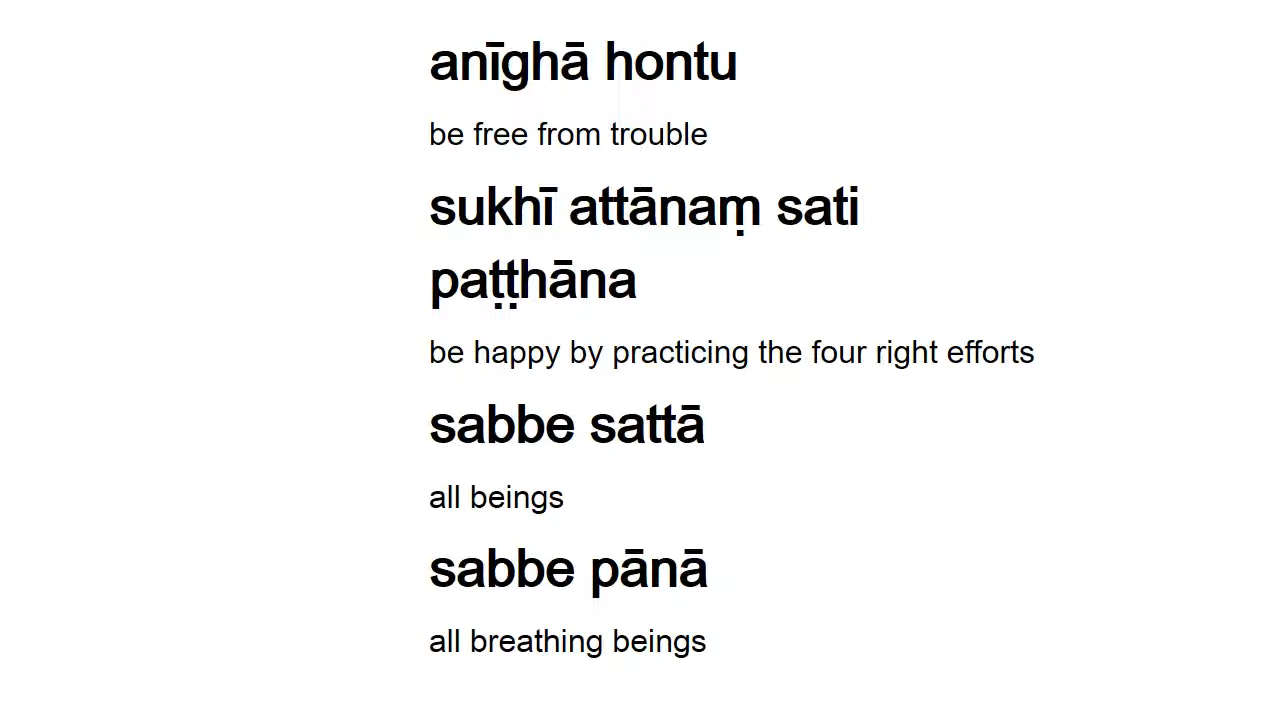 anīghā hontu
be free from trouble
sukhī attānaṃ sati
paṭṭhāna
be happy by practicing the four right efforts
sabbe sattā
all beings
sabbe pānā
all breathing beings